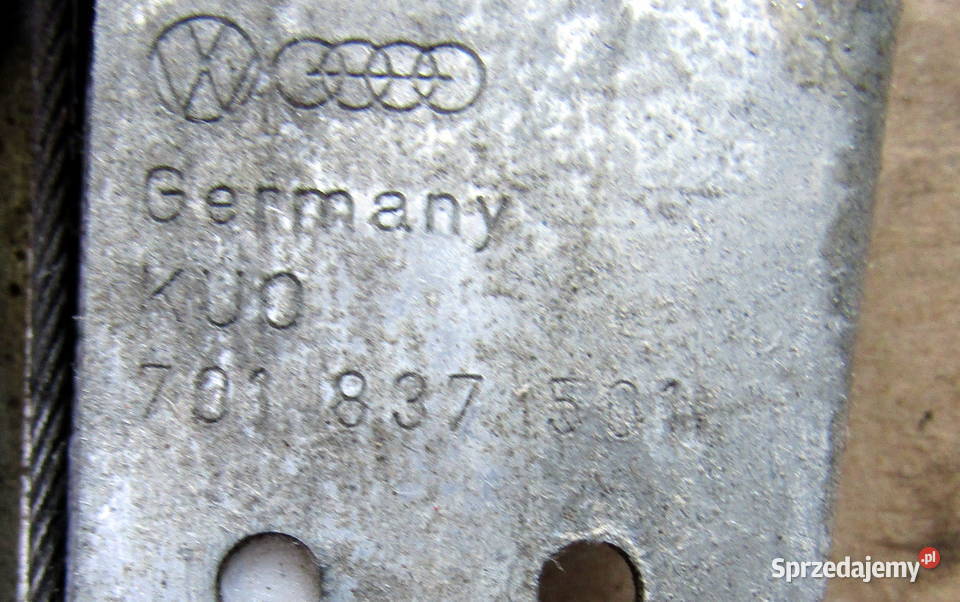 Germany
KUO
701 837 501
Sprzedajemy.pl